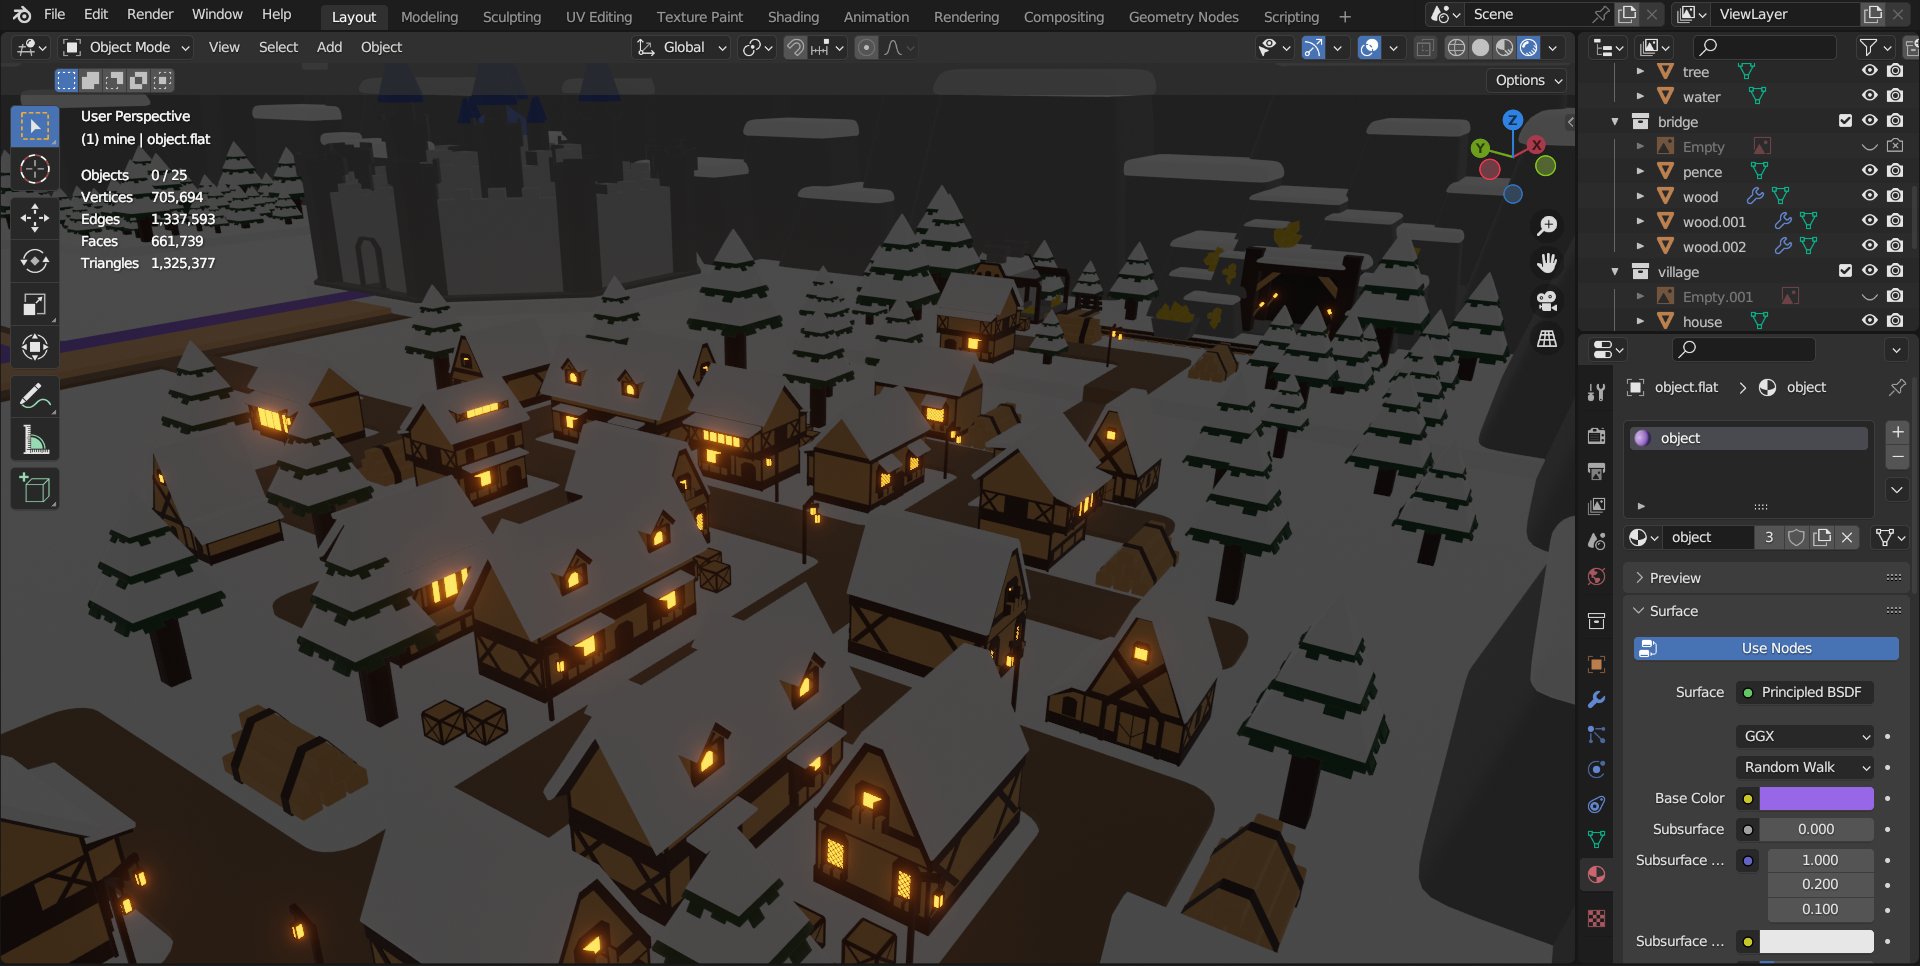 File Edit Render Window Help Layout Modeling Sculpting UV Editing Texture Paint Shading Animation Rendering Compositing Geometry Nodes Scripting + Scene ViewLayer
Object Mode View Select Add Object Global
Options
User Perspective
(1) mine | object.flat
Objects 0 / 25
Vertices 705,694
Edges 1,337,593
Faces 661,739
Triangles 1,325,377
Z
Y
X
tree
water
bridge
Empty
pence
wood
wood.001
wood.002
village
Empty.001
house
object.flat object
object
object 3
Preview
Surface
Use Nodes
Surface Principled BSDF
GGX
Random Walk
Base Color
Subsurface 0.000
Subsurface ... 1.000
0.200
0.100
Subsurface ...